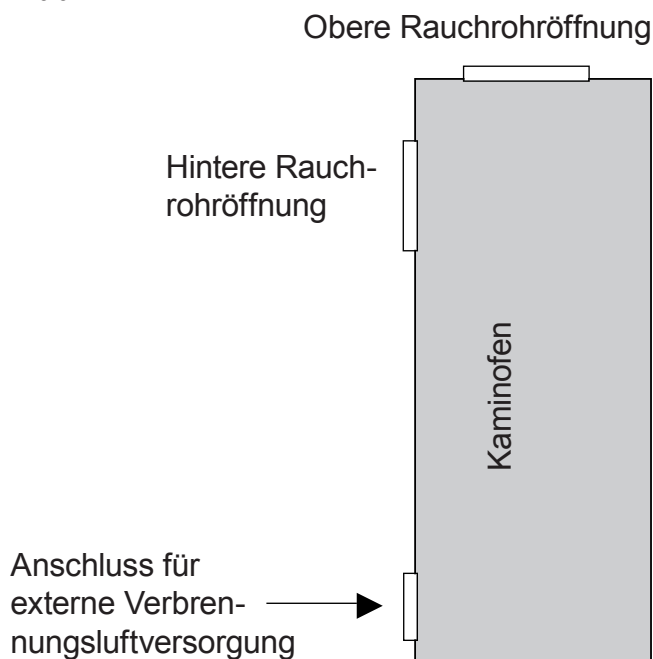 Obere Rauchrohröffnung
Hintere Rauch-
rohröffnung
Kaminofen
Anschluss für
externe Verbren-
nungsluftversorgung